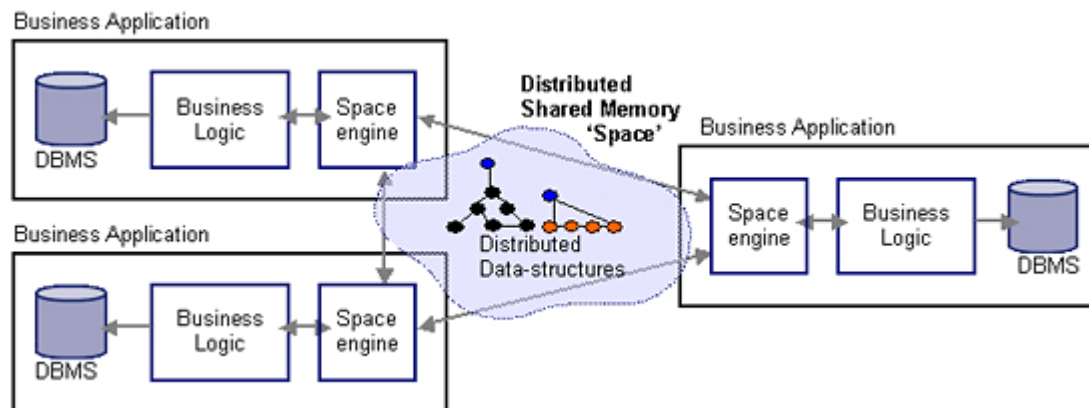 Business Application
DBMS
Business
Logic
Space
engine
Distributed
Shared Memory
'Space'
Business Application
Space
engine
Business
Logic
DBMS
Distributed
Data-structures
Business Application
DBMS
Business
Logic
Space
engine